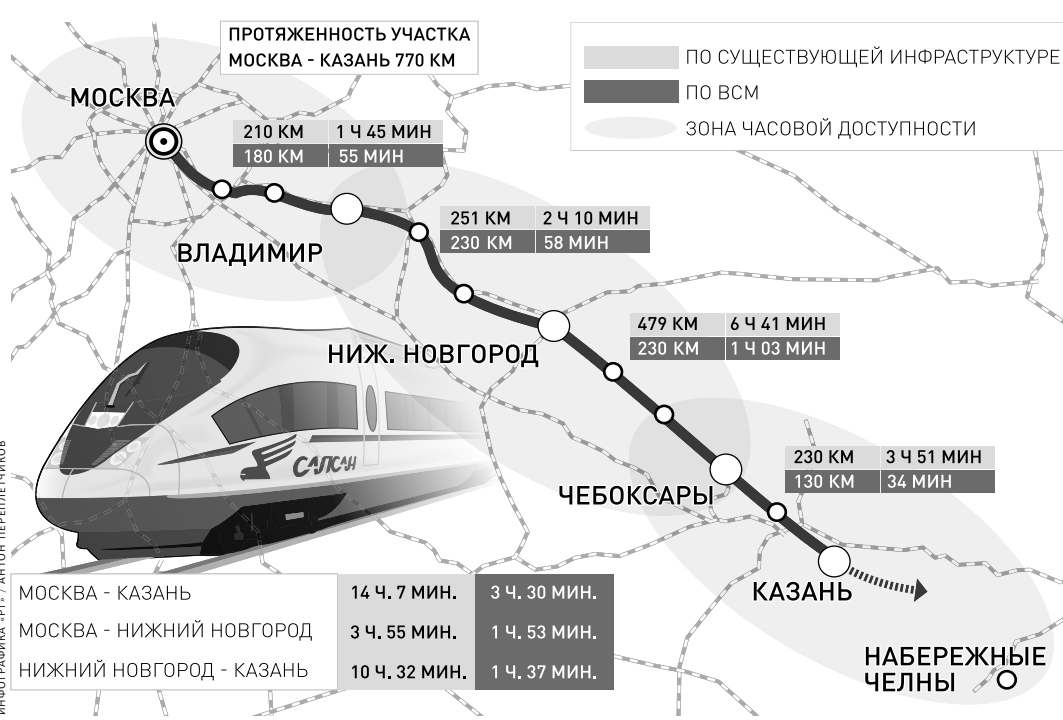 ПРОТЯЖЕННОСТЬ УЧАСТКА
МОСКВА - КАЗАНЬ 770 КМ
ПО СУЩЕСТВУЮЩЕЙ ИНФРАСТРУКТУРЕ
ПО ВСМ
ЗОНА ЧАСОВОЙ ДОСТУПНОСТИ
МОСКВА
210 КМ 1 Ч 45 МИН
180 КМ 55 МИН
ВЛАДИМИР
251 КМ 2 Ч 10 МИН
230 КМ 58 МИН
НИЖ. НОВГОРОД
479 КМ 6 Ч 41 МИН
230 КМ 1 Ч 03 МИН
ЧЕБОКСАРЫ
230 КМ 3 Ч 51 МИН
130 КМ 34 МИН
КАЗАНЬ
НАБЕРЕЖНЫЕ
ЧЕЛНЫ
САПСАН
МОСКВА - КАЗАНЬ 14 Ч. 7 МИН. 3 Ч. 30 МИН.
МОСКВА - НИЖНИЙ НОВГОРОД 3 Ч. 55 МИН. 1 Ч. 53 МИН.
НИЖНИЙ НОВГОРОД - КАЗАНЬ 10 Ч. 32 МИН. 1 Ч. 37 МИН.
ИНФОГРАФИКА «РГ» / АНТОН ПЕРЕПЛЕТЧИКОВ